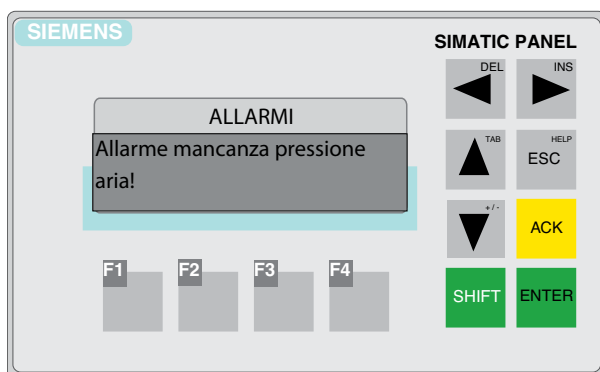 SIEMENS
SIMATIC PANEL
DEL
INS
ALLARMI
Allarme mancanza pressione
aria!
TAB
HELP
ESC
+/-
ACK
F1 F2 F3 F4
SHIFT ENTER